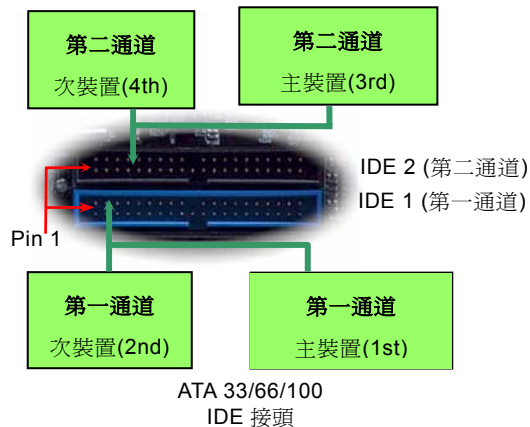 第二通道
次裝置(4th)
第二通道
主裝置(3rd)
IDE 2 (第二通道)
IDE 1 (第一通道)
Pin 1
第一通道
次裝置(2nd)
第一通道
主裝置(1st)
ATA 33/66/100
IDE 接頭